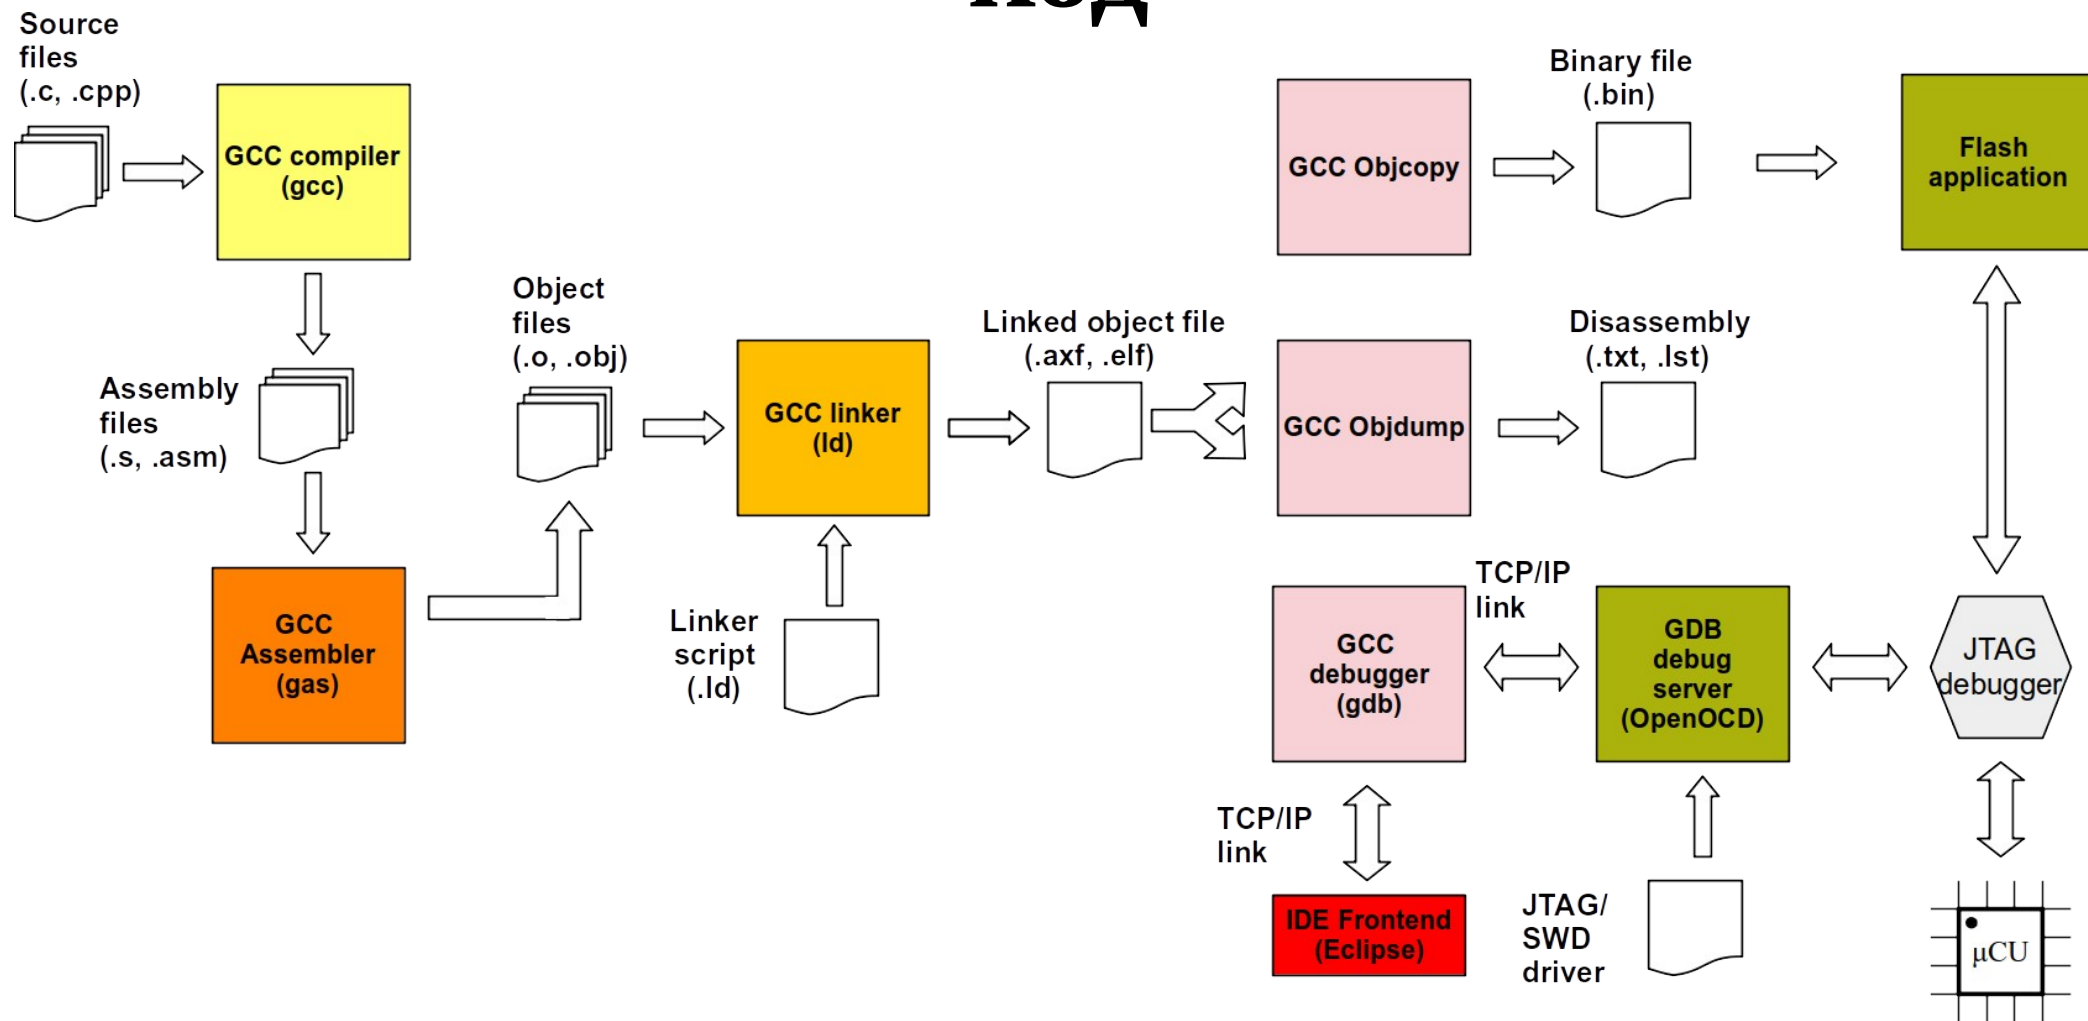 Source
files
(.c, .cpp)
GCC compiler
(gcc)
Assembly
files
(.s, .asm)
GCC
Assembler
(gas)
Object
files
(.o, .obj)
GCC linker
(ld)
Linker
script
(.ld)
Linked object file
(.axf, .elf)
GCC Objcopy
Binary file
(.bin)
Flash
application
GCC Objdump
Disassembly
(.txt, .lst)
GCC
debugger
(gdb)
TCP/IP
link
GDB
debug
server
(OpenOCD)
JTAG
debugger
TCP/IP
link
IDE Frontend
(Eclipse)
JTAG/
SWD
driver
μCU